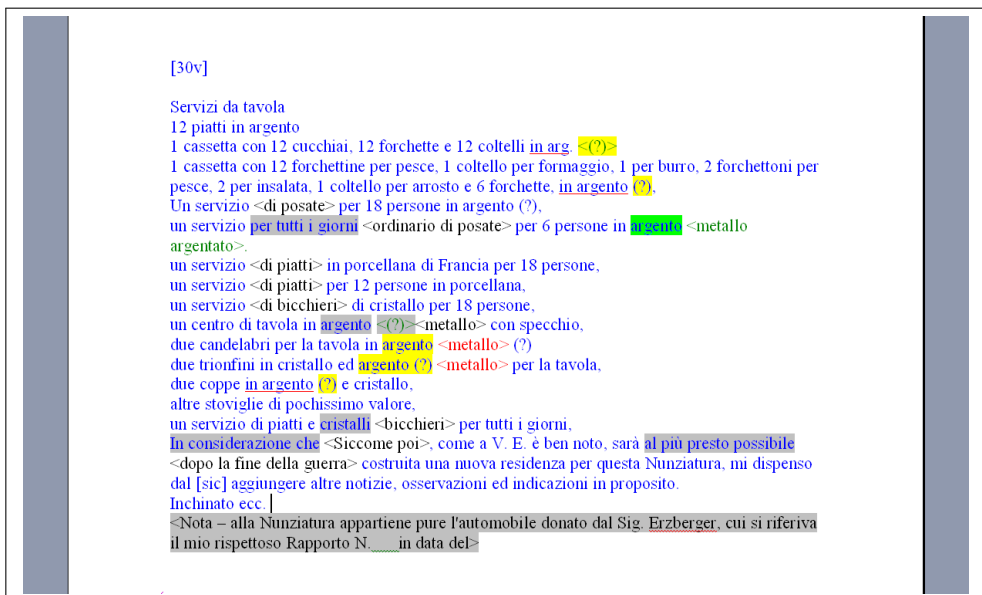 [30v]
Servizi da tavola
12 piatti in argento
1 cassetta con 12 cucchiai, 12 forchette e 12 coltelli in arg. <(?)>
1 cassetta con 12 forchettine per pesce, 1 coltello per formaggio, 1 per burro, 2 forchettoni per
pesce, 2 per insalata, 1 coltello per arrosto e 6 forchette, in argento (?),
Un servizio <di posate> per 18 persone in argento (?),
un servizio per tutti i giorni <ordinario di posate> per 6 persone in argento <metallo
argentato>.
un servizio <di piatti> in porcellana di Francia per 18 persone,
un servizio <di piatti> per 12 persone in porcellana,
un servizio <di bicchieri> di cristallo per 18 persone,
un centro di tavola in argento <(?)><metallo> con specchio,
due candelabri per la tavola in argento <metallo> (?)
due trionfini in cristallo ed argento (?) <metallo> per la tavola,
due coppe in argento (?) e cristallo,
altre stoviglie di pochissimo valore,
un servizio di piatti e cristalli <bicchieri> per tutti i giorni,
In considerazione che <Siccome poi>, come a V. E. è ben noto, sarà al più presto possibile
<dopo la fine della guerra> costruita una nuova residenza per questa Nunziatura, mi dispenso
dal [sic] aggiungere altre notizie, osservazioni ed indicazioni in proposito.
Inchinato ecc.
<Nota – alla Nunziatura appartiene pure l'automobile donato dal Sig. Erzberger, cui si riferiva
il mio rispettoso Rapporto N.___ in data del>